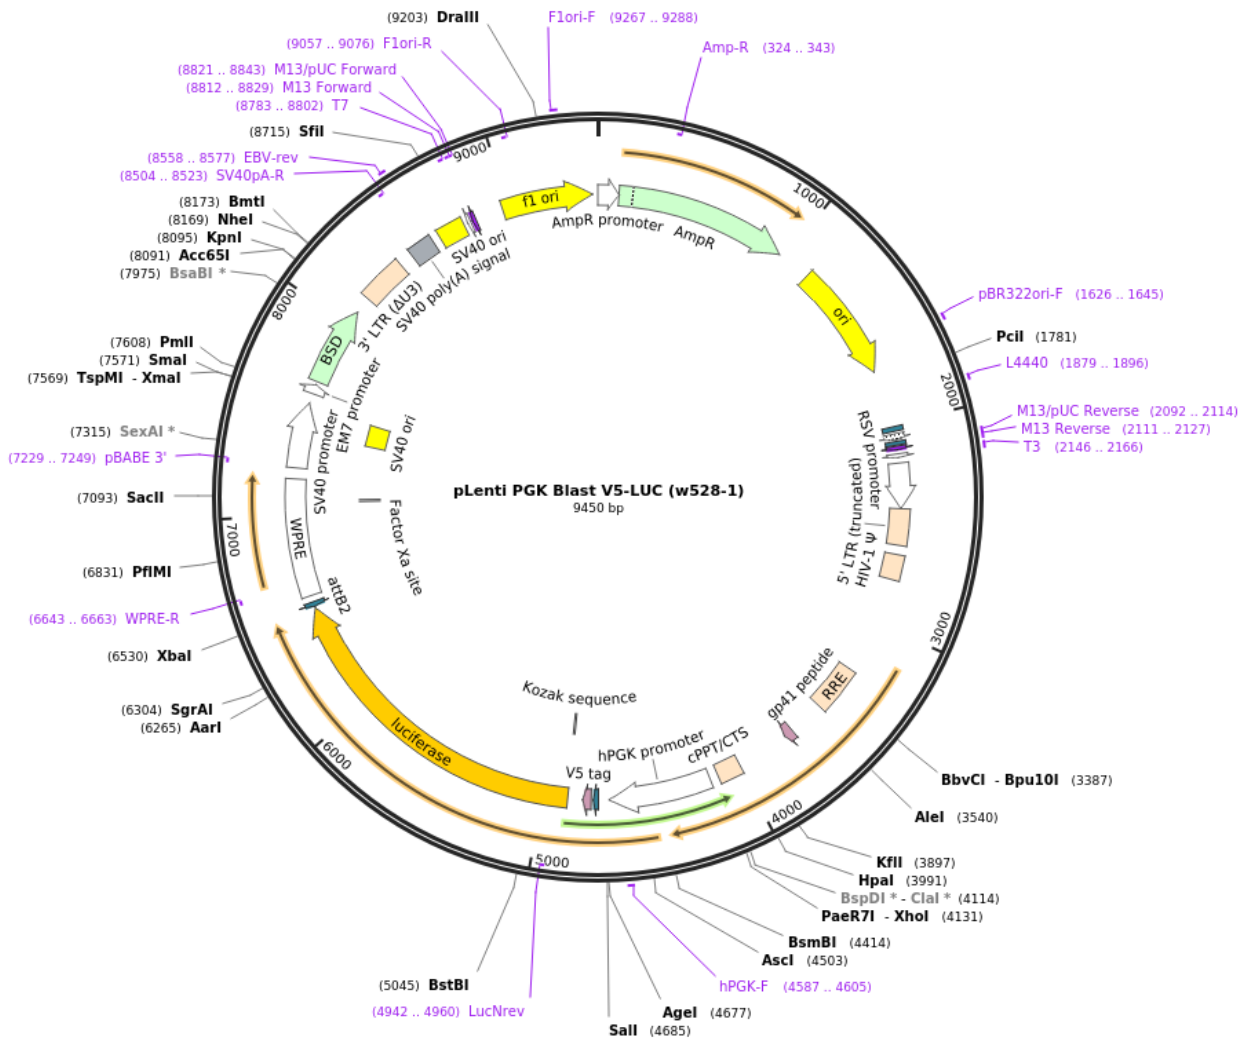 (9203) DraIII
F1ori-F (9267 .. 9288)
(9057 .. 9076) F1ori-R
Amp-R (324 .. 343)
(8821 .. 8843) M13/pUC Forward
(8812 .. 8829) M13 Forward
(8783 .. 8802) T7
(8715) SfiI
(8558 .. 8577) EBV-rev
(8504 .. 8523) SV40pA-R
(8173) BmtI
(8169) NheI
(8095) KpnI
(8091) Acc65I
(7975) BsaBI *
(7608) PmlI
(7571) SmaI
(7569) TspMI - XmaI
(7315) SexAI *
(7229 .. 7249) pBABE 3'
(7093) SacII
(6831) PflMI
(6643 .. 6663) WPRE-R
(6530) XbaI
(6304) SgrAI
(6265) AarI
(5045) BstBI
(4942 .. 4960) LucNrev
SalI (4685)
AgeI (4677)
hPGK-F (4587 .. 4605)
AscI (4503)
BsmBI (4414)
PaeR7I - XhoI (4131)
BspDI * - ClaI * (4114)
HpaI (3991)
KflI (3897)
AleI (3540)
BbvCI - Bpu10I (3387)
T3 (2146 .. 2166)
M13 Reverse (2111 .. 2127)
M13/pUC Reverse (2092 .. 2114)
L4440 (1879 .. 1896)
PciI (1781)
pBR322ori-F (1626 .. 1645)
1000
2000
3000
4000
5000
6000
7000
8000
9000
f1 ori
AmpR promoter
AmpR
ori
RSV promoter
5' LTR (truncated)
HIV-1 Ψ
RRE
gp41 peptide
cPPT/CTS
hPGK promoter
V5 tag
Kozak sequence
luciferase
attB2
Factor Xa site
WPRE
SV40 promoter
SV40 ori
EM7 promoter
BSD
3' LTR (ΔU3)
SV40 poly(A) signal
SV40 ori
pLenti PGK Blast V5-LUC (w528-1)
9450 bp